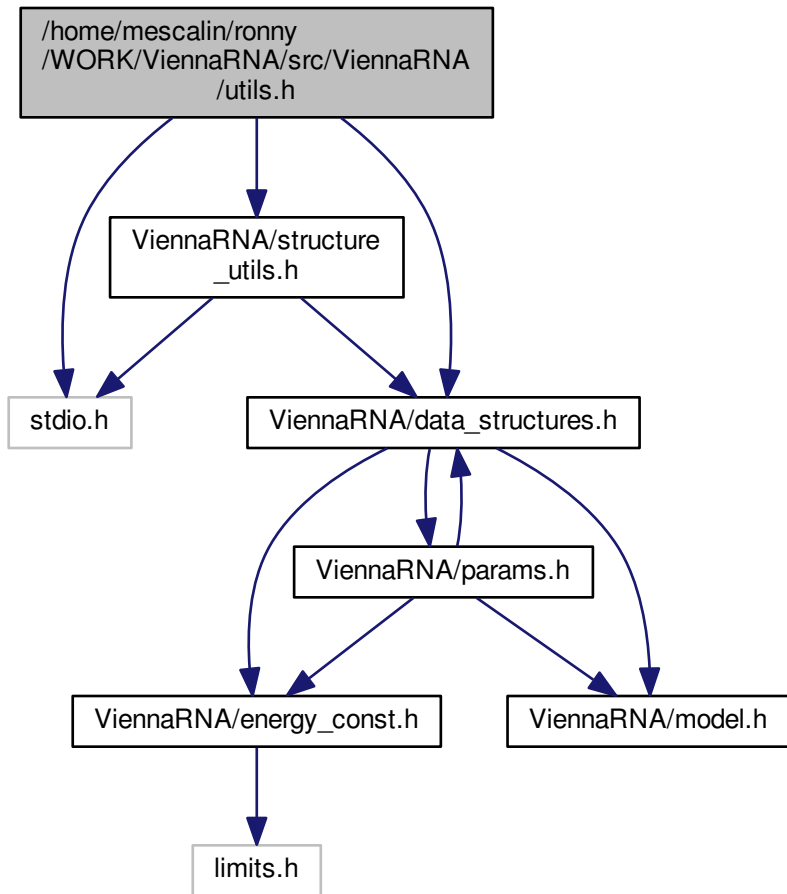 /home/mescalin/ronny
/WORK/ViennaRNA/src/ViennaRNA
/utils.h
ViennaRNA/structure
_utils.h
stdio.h
ViennaRNA/data_structures.h
ViennaRNA/params.h
ViennaRNA/energy_const.h
ViennaRNA/model.h
limits.h